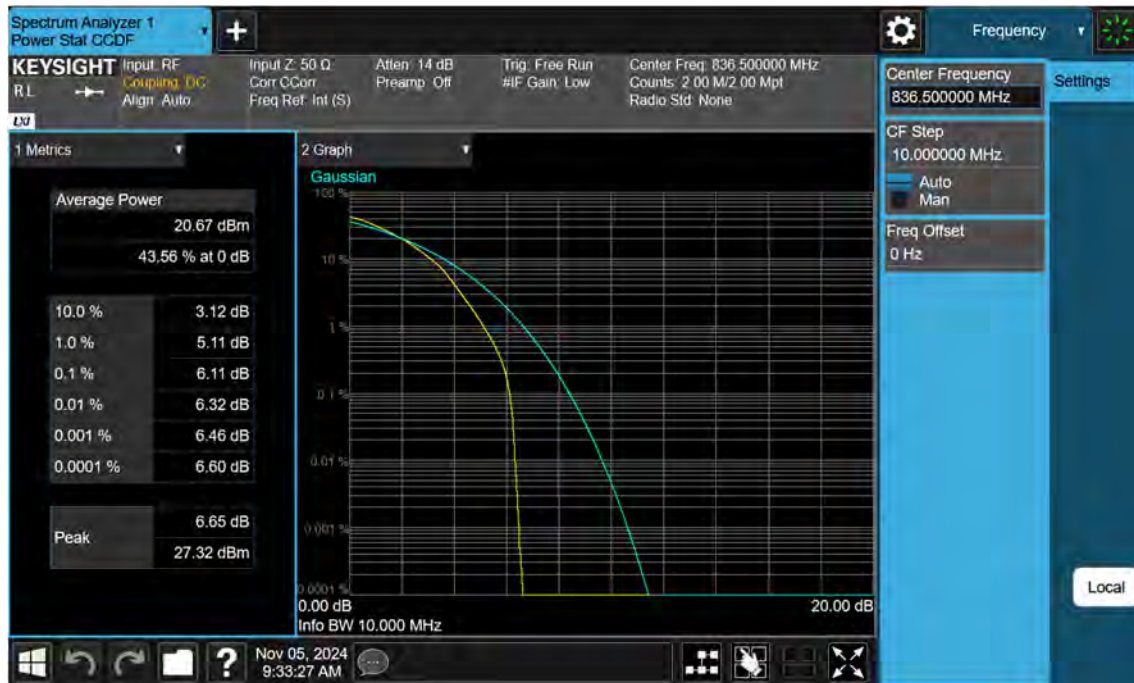 Spectrum Analyzer 1
Power Stat CCDF
Frequency
KEYSIGHT
R L
LXI
Input: RF
Coupling: DC
Align: Auto
Input Z: 50 Ω
Corr CCorr
Freq Ref: Int (S)
Atten: 14 dB
Preamp: Off
Trig: Free Run
#IF Gain: Low
Center Freq: 836.500000 MHz
Counts: 2.00 M/2.00 Mpt
Radio Std: None
Center Frequency
836.500000 MHz
Settings
CF Step
10.000000 MHz
Auto
Man
Freq Offset
0 Hz
1 Metrics
Average Power
20.67 dBm
43.56 % at 0 dB
10.0 % 3.12 dB
1.0 % 5.11 dB
0.1 % 6.11 dB
0.01 % 6.32 dB
0.001 % 6.46 dB
0.0001 % 6.60 dB
Peak
6.65 dB
27.32 dBm
2 Graph
Gaussian
100 %
10 %
1 %
0.1 %
0.01 %
0.001 %
0.0001 %
0.00 dB 20.00 dB
Info BW 10.000 MHz
Local
?
Nov 05, 2024
9:33:27 AM